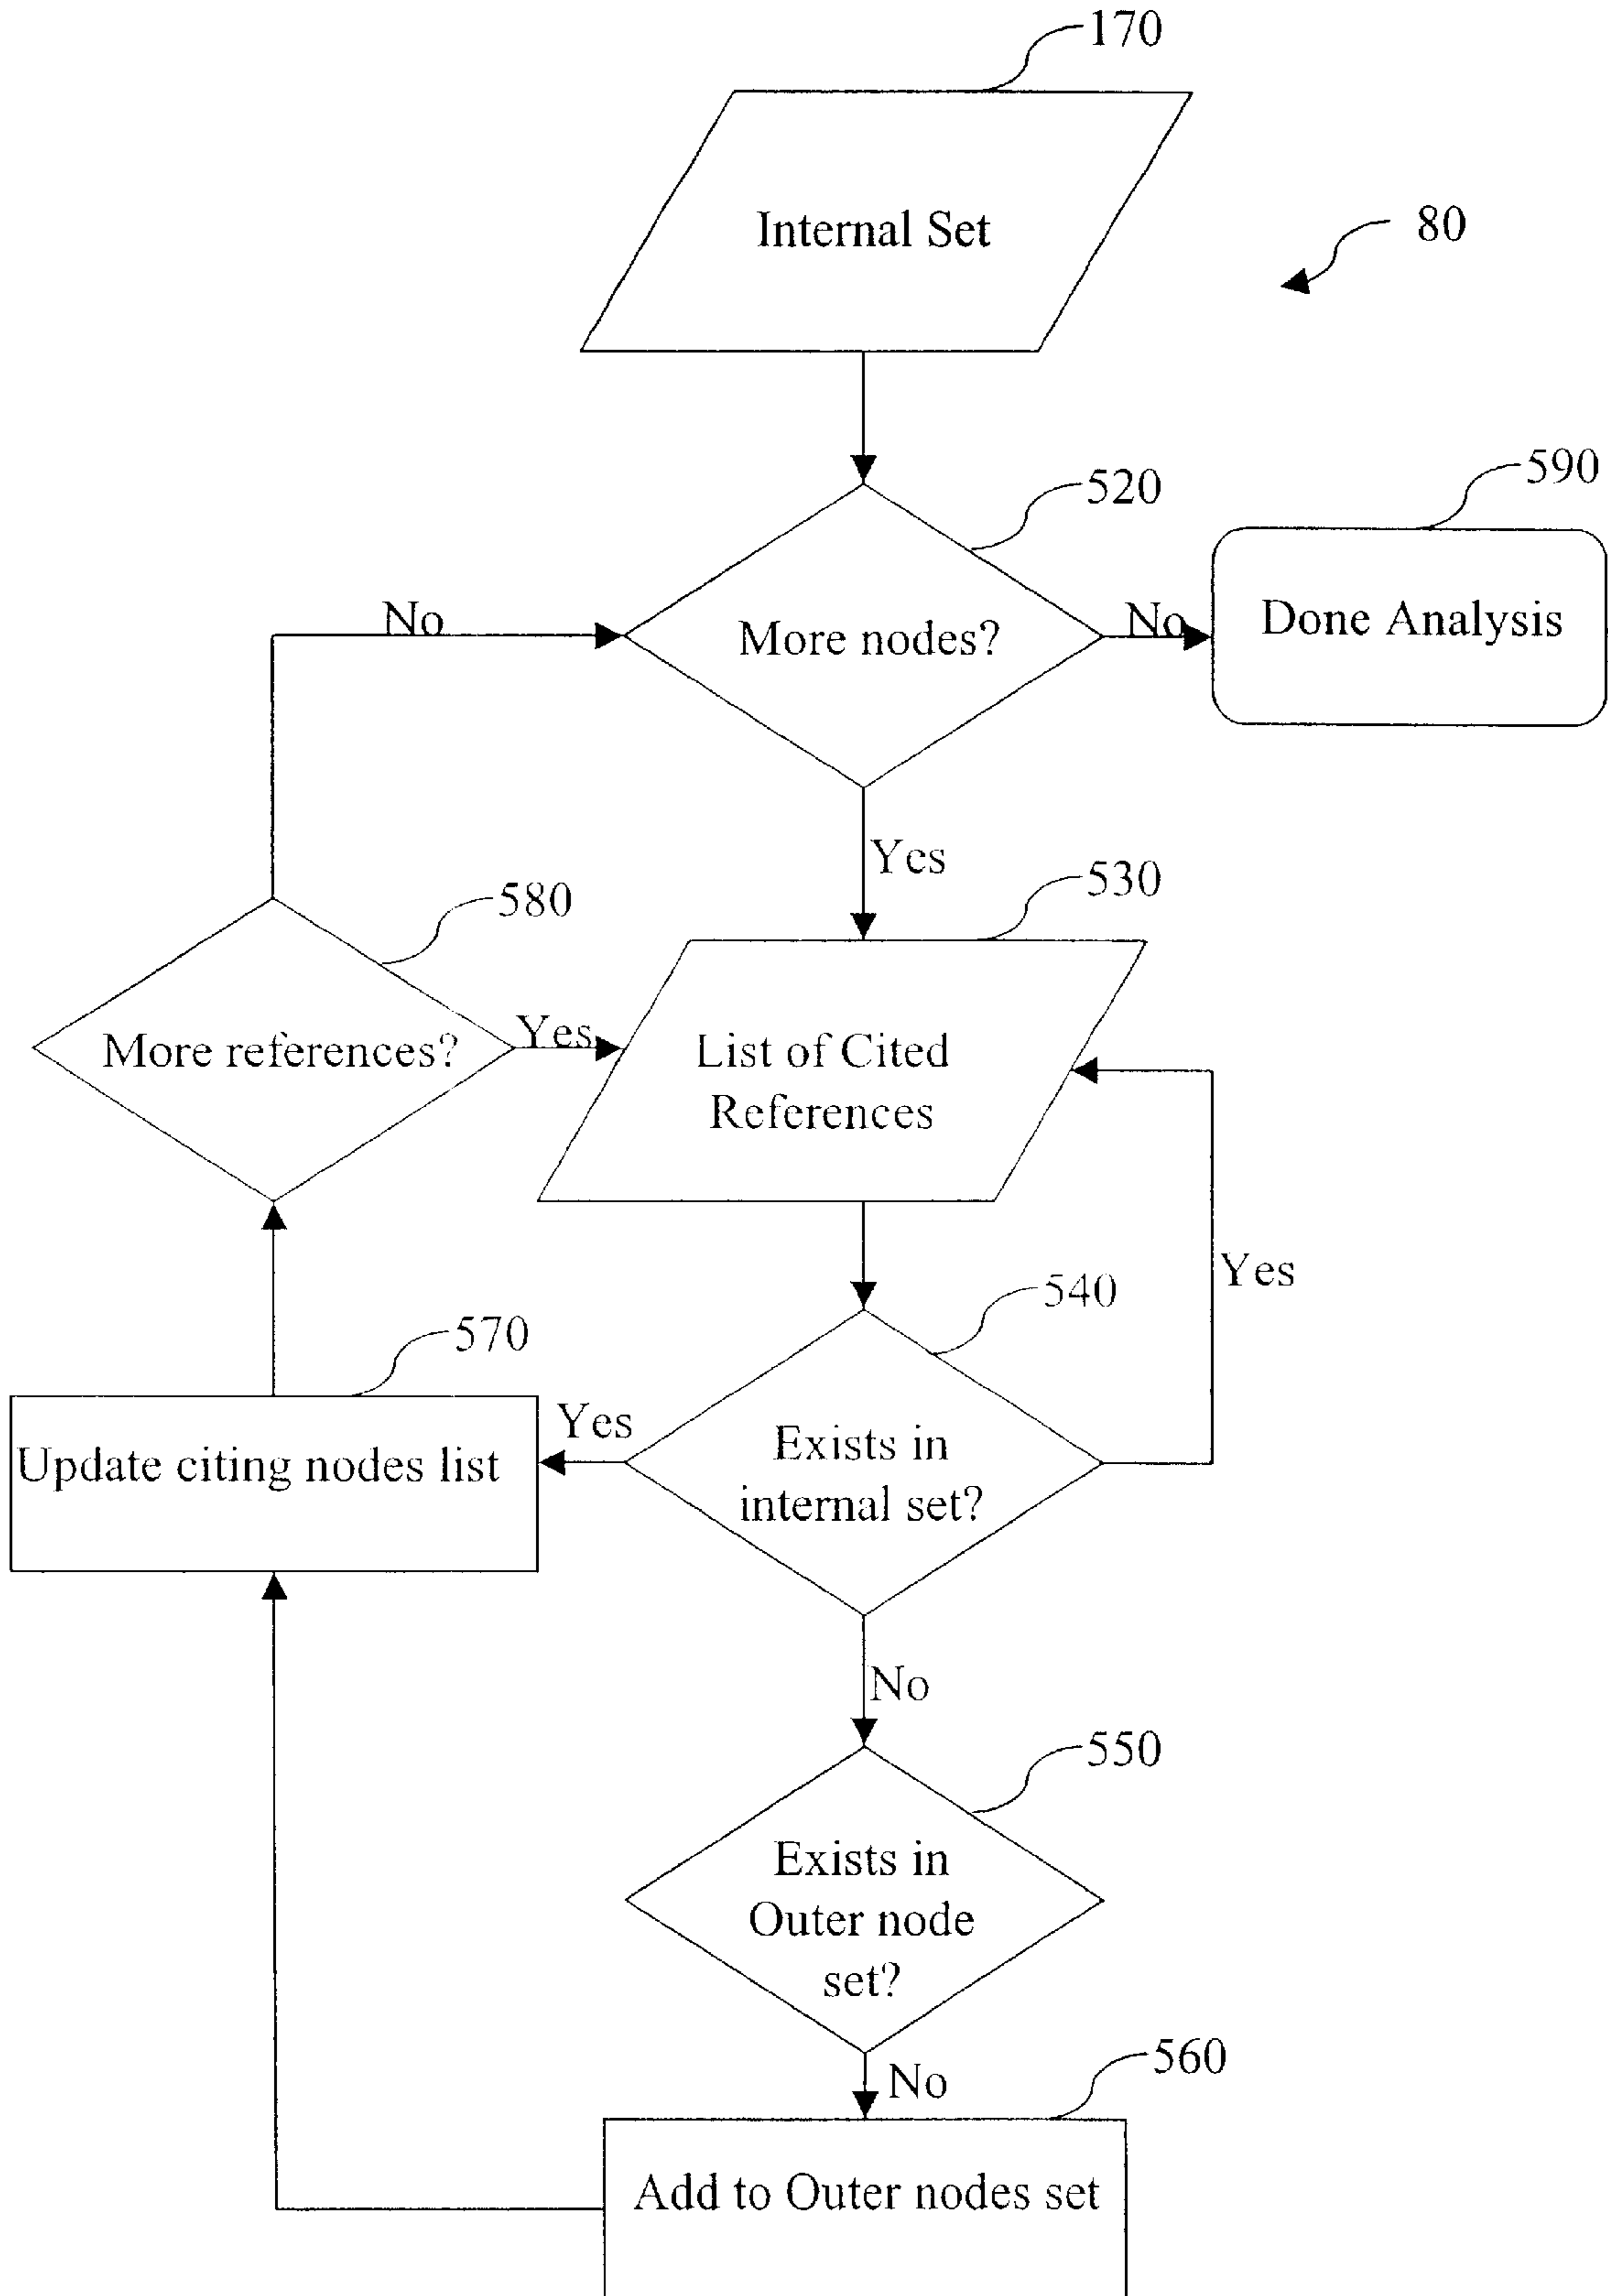 170
Internal Set
80
520
590
No
More nodes?
No
Done Analysis
Yes
530
580
More references?
Yes
List of Cited
References
Yes
540
570
Yes
Update citing nodes list
Exists in
internal set?
No
550
Exists in
Outer node
set?
560
No
Add to Outer nodes set